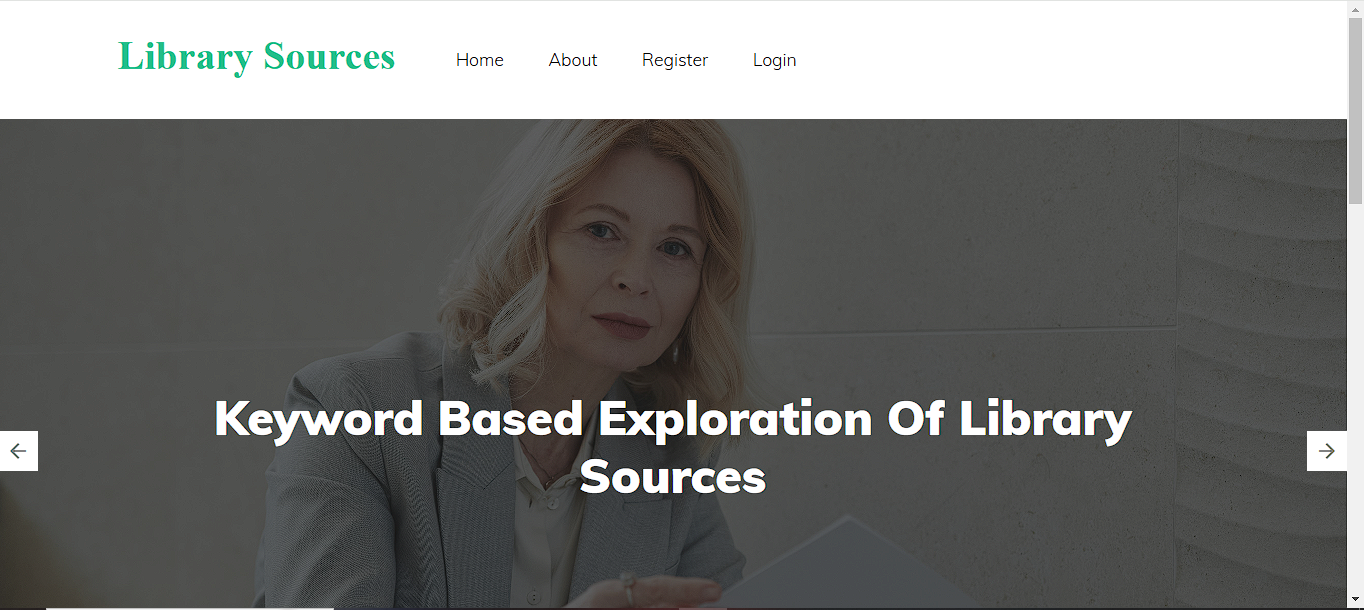 Library Sources
Home About Register Login
Keyword Based Exploration Of Library
Sources